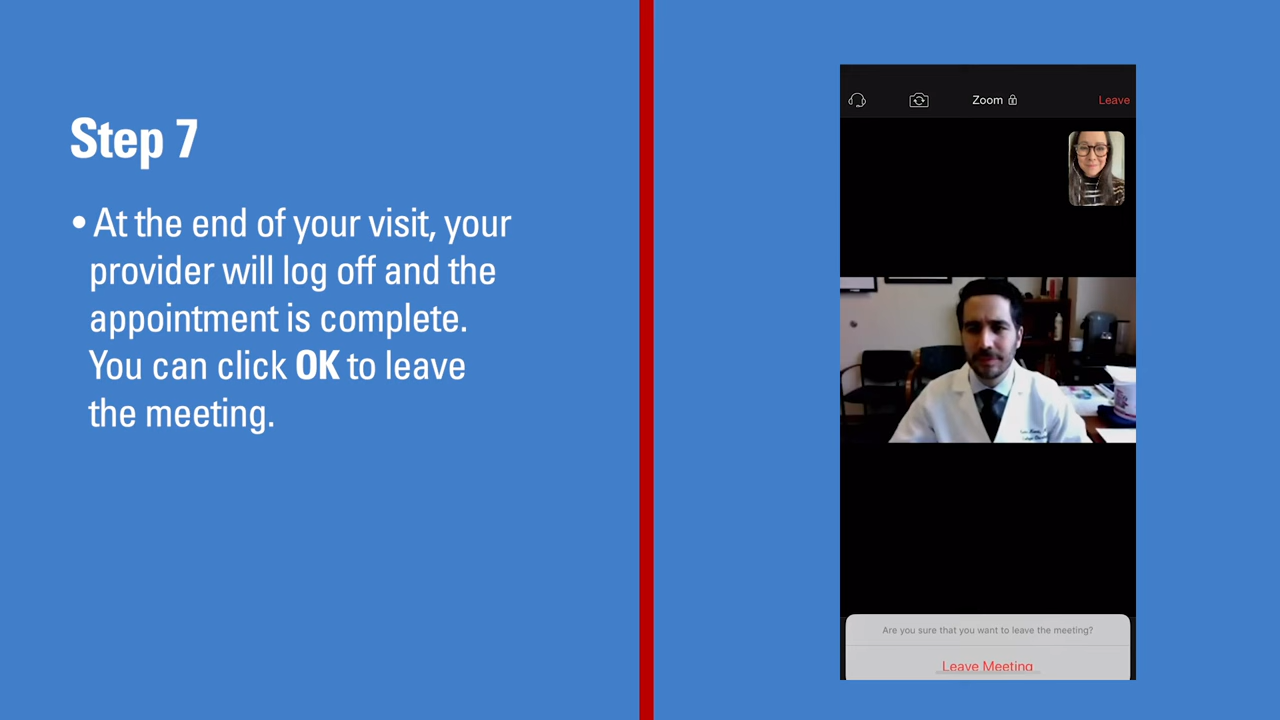 Step 7
• At the end of your visit, your
provider will log off and the
appointment is complete.
You can click OK to leave
the meeting.
Zoom
Leave
Are you sure that you want to leave the meeting?
Leave Meeting